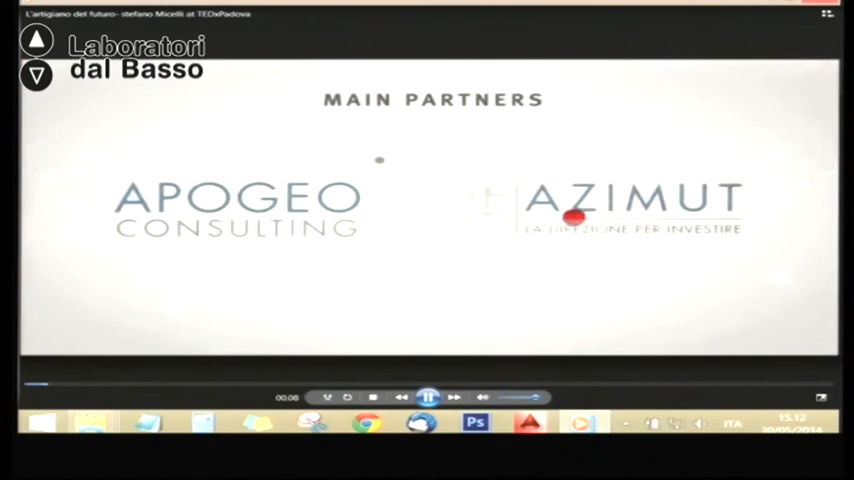 L'artigiano del futuro- stefano Micelli at TEDxPadova
Laboratori
dal Basso
MAIN PARTNERS
APOGEO
CONSULTING
AZIMUT
LA DIREZIONE PER INVESTIRE
00:08
Ps
ITA
15.12
30/05/2014